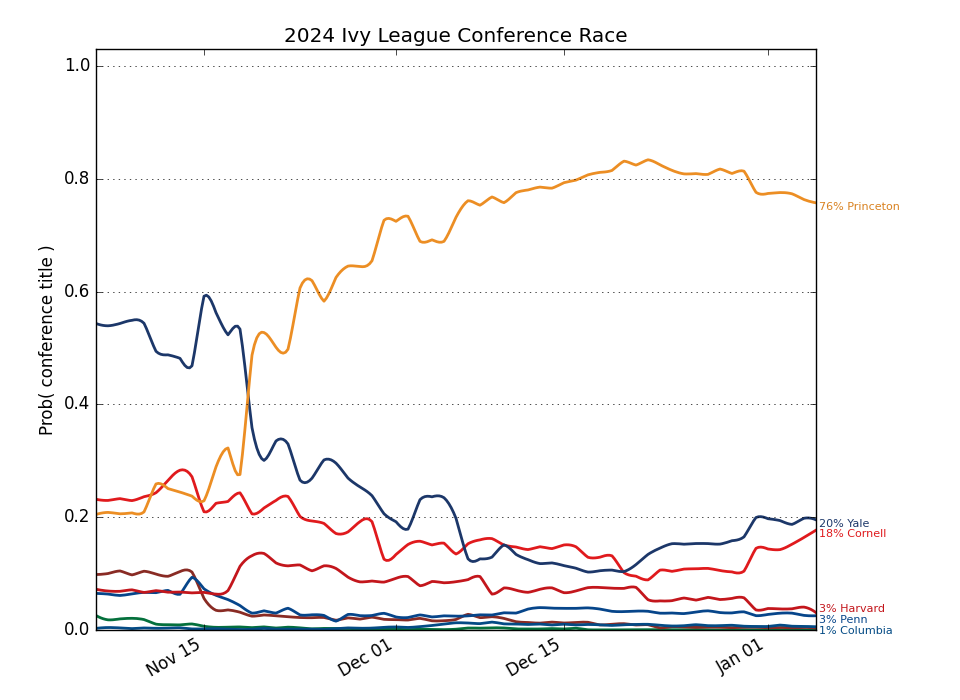 2024 Ivy League Conference Race
Prob( conference title )
1.0
0.8
0.6
0.4
0.2
0.0
76% Princeton
20% Yale
18% Cornell
3% Harvard
3% Penn
1% Columbia
Nov 15
Dec 01
Dec 15
Jan 01